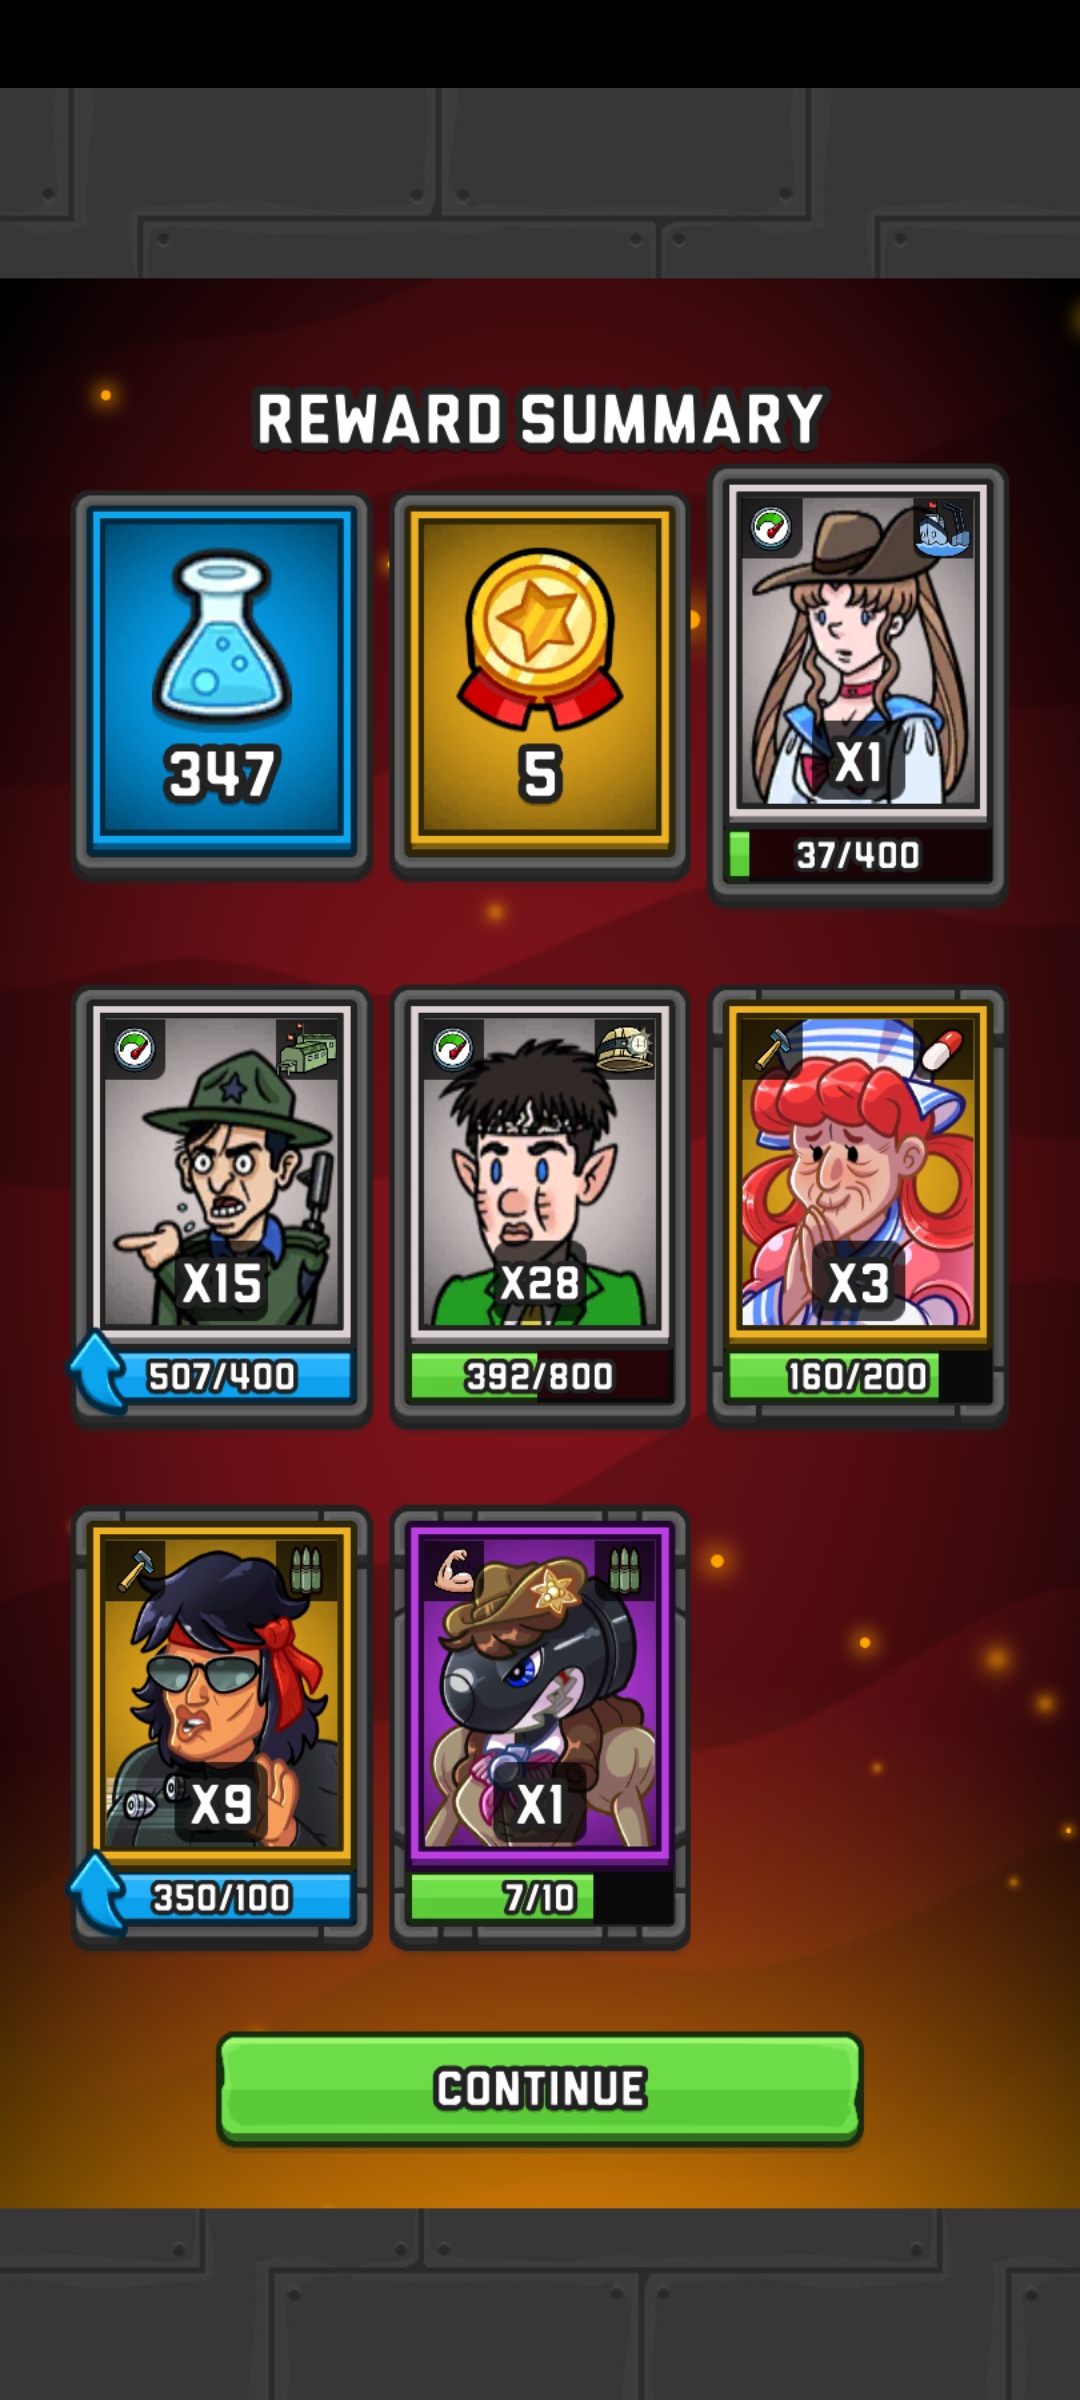 REWARD SUMMARY
347
5
X1
37/400
X15
507/400
X28
392/800
X3
160/200
X9
350/100
X1
7/10
CONTINUE